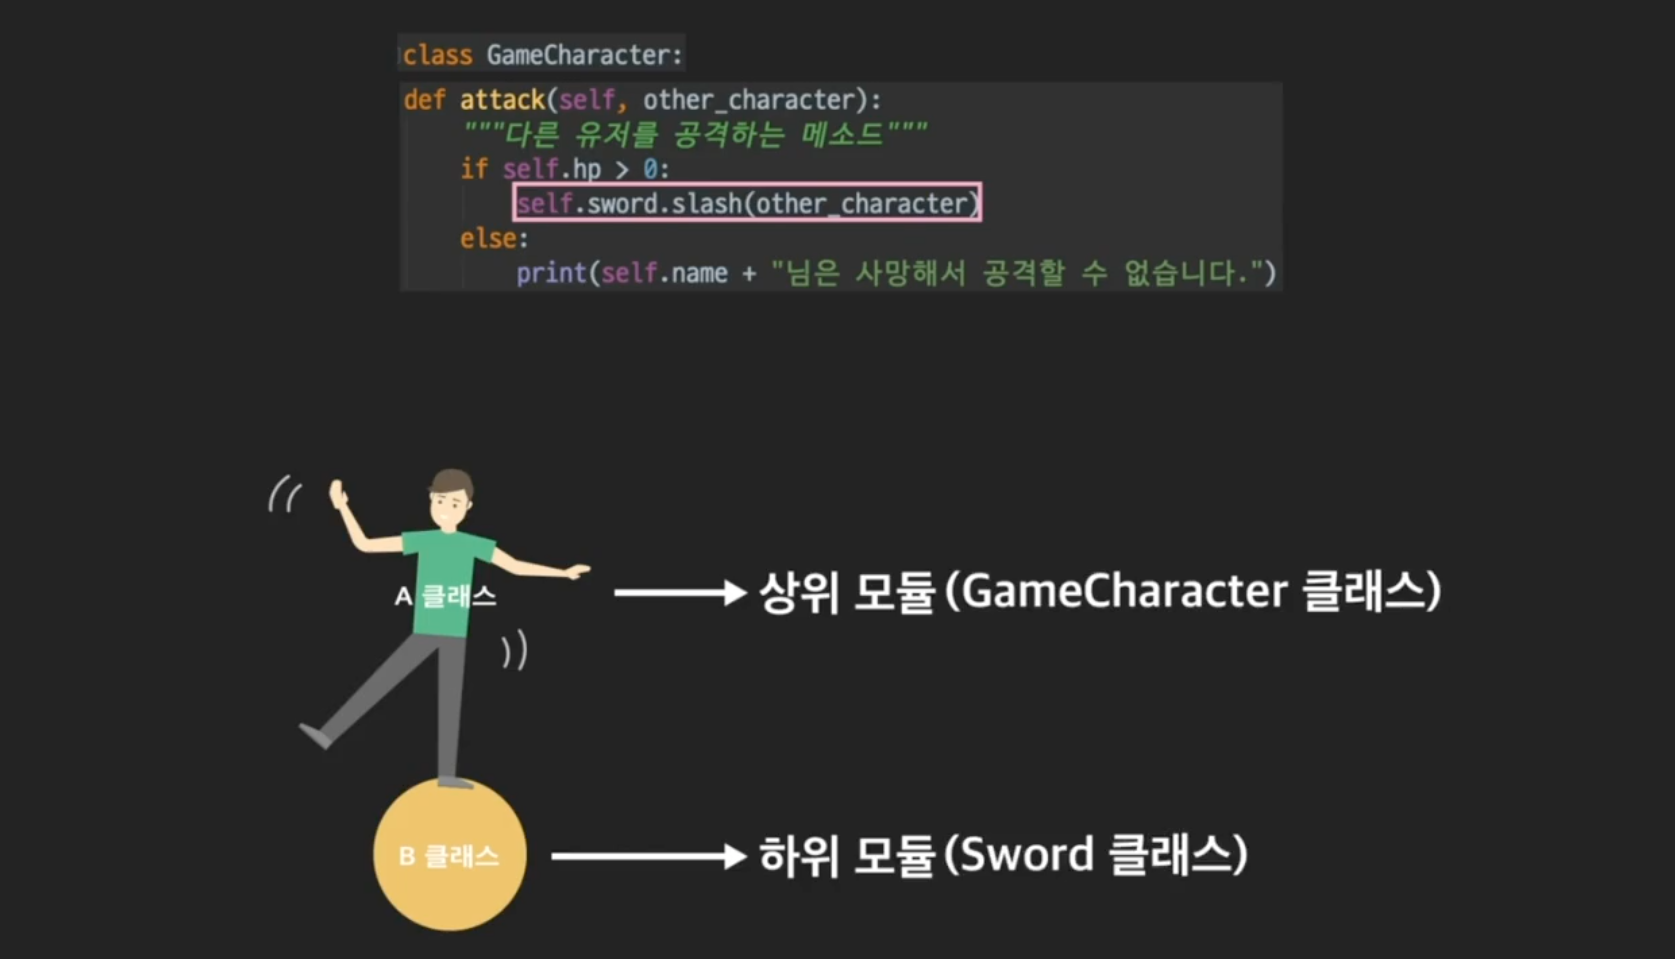 class GameCharacter:
def attack(self, other_character):
"""다른 유저를 공격하는 메소드"""
if self.hp > 0:
self.sword.slash(other_character)
else:
print(self.name + "님은 사망해서 공격할 수 없습니다.")
A 클래스
상위 모듈(GameCharacter 클래스)
B 클래스
하위 모듈(Sword 클래스)